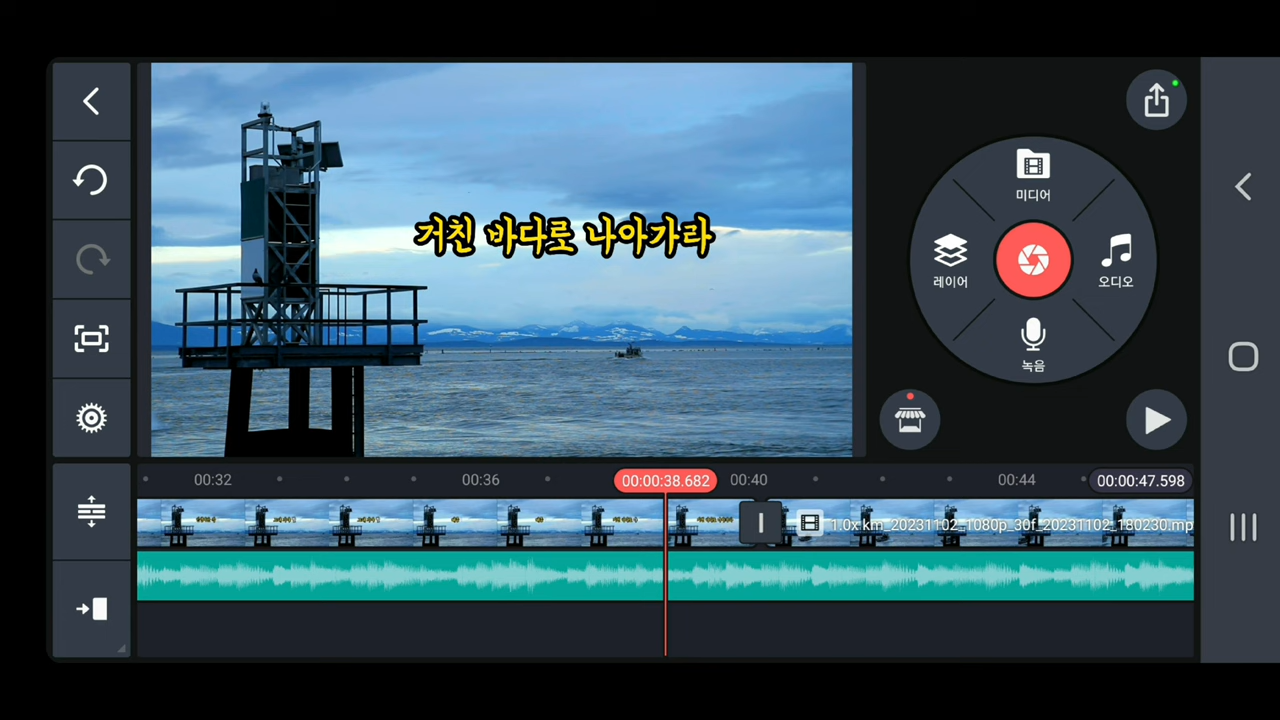 거친 바다로 나아가라
미디어
레이어
오디오
녹음
00:32
00:36
00:00:38.682
00:40
00:44
00:00:47.598
1.0x km_20231102_1080p_30f_20231102_180230.mp